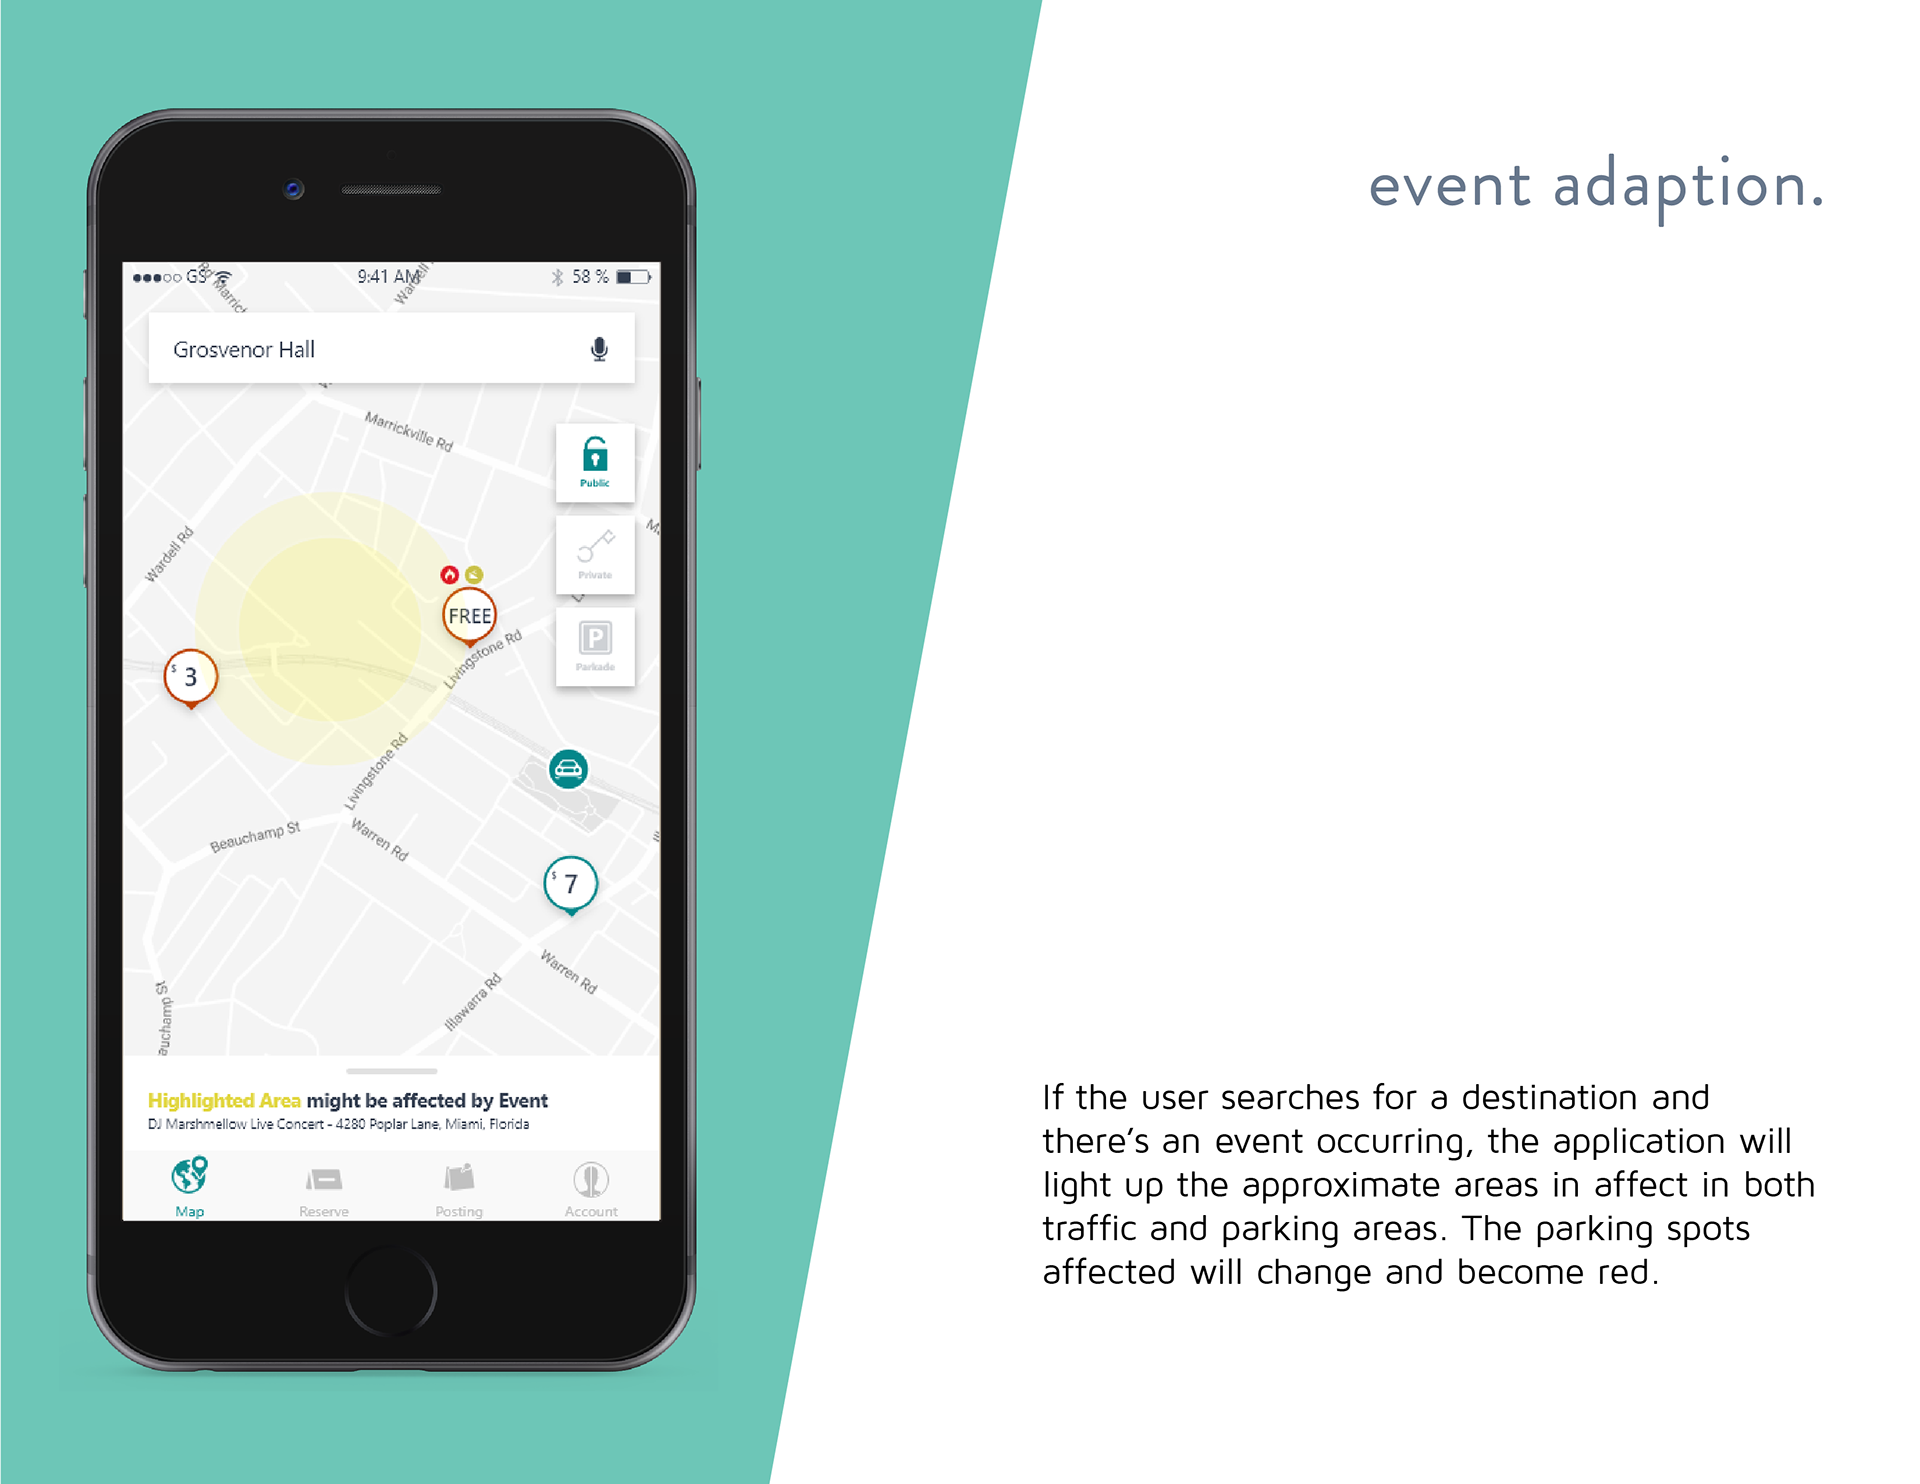 event adaption.
GS
9:41 AM
58 %
Grosvenor Hall
Marrickville Rd
Public
Wardell Rd
Private
FREE
Livingstone Rd
P
Parkade
$ 3
Livingstone Rd
Beauchamp St
Warren Rd
$ 7
Warren Rd
Illawarra Rd
Highlighted Area might be affected by Event
DJ Marshmellow Live Concert - 4280 Poplar Lane, Miami, Florida
Map
Reserve
Posting
Account
If the user searches for a destination and
there’s an event occurring, the application will
light up the approximate areas in affect in both
traffic and parking areas. The parking spots
affected will change and become red.